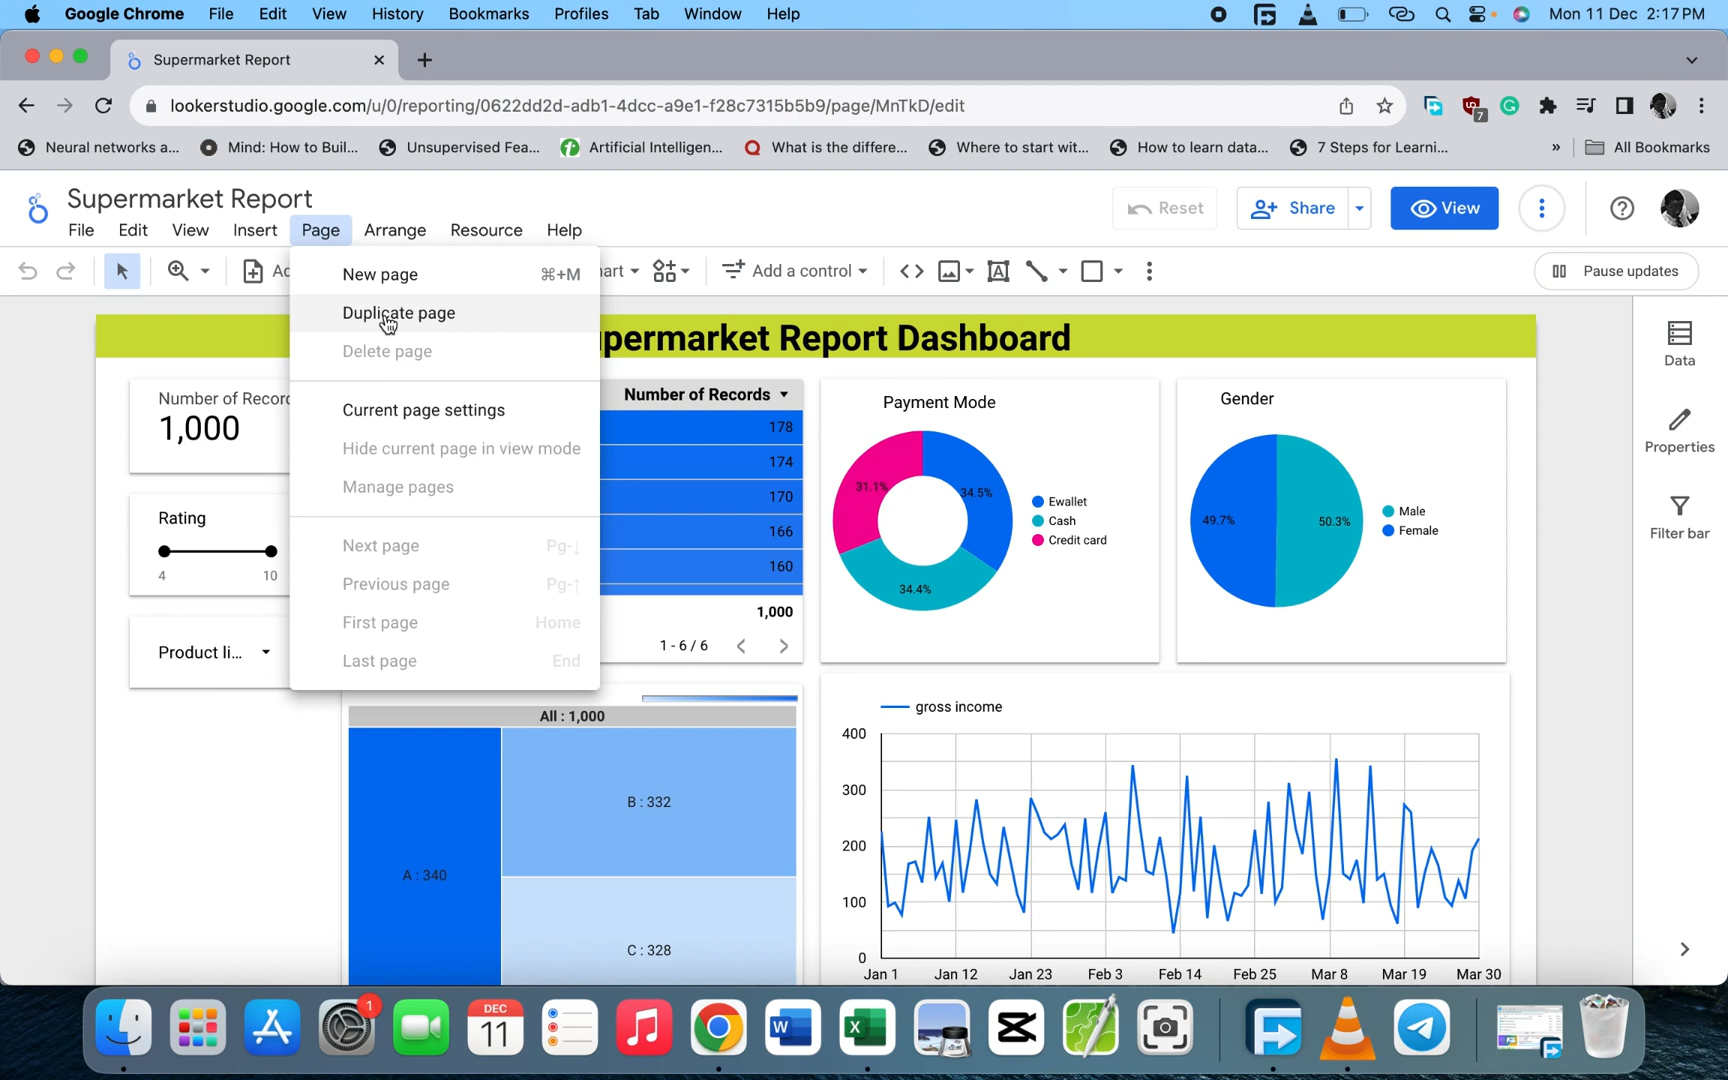 Google Chrome File Edit View History Bookmarks Profiles Tab Window Help Mon 11 Dec 2:17 PM
Supermarket Report
lookerstudio.google.com/u/0/reporting/0622dd2d-adb1-4dcc-a9e1-f28c7315b5b9/page/MnTkD/edit
7
Neural networks a... Mind: How to Buil... Unsupervised Fea... Artificial Intelligen... What is the differe... Where to start wit... How to learn data... 7 Steps for Learni... » All Bookmarks
Supermarket Report
Reset Share View
File Edit View Insert Page Arrange Resource Help
Add a control Pause updates
New page ⌘+M
Duplicate page
Delete page
Current page settings
Hide current page in view mode
Manage pages
Next page Pg-↓
Previous page Pg-↑
First page Home
Last page End
permarket Report Dashboard
Number of Recor
1,000
Rating
4 10
Product li...
Number of Records
178
174
170
166
160
1,000
1 - 6 / 6
Payment Mode
31.1%
34.5%
34.4%
Ewallet
Cash
Credit card
Gender
49.7%
50.3%
Male
Female
All : 1,000
A : 340
B : 332
C : 328
gross income
400
300
200
100
0
Jan 1 Jan 12 Jan 23 Feb 3 Feb 14 Feb 25 Mar 8 Mar 19 Mar 30
Data
Properties
Filter bar
1
DEC
11